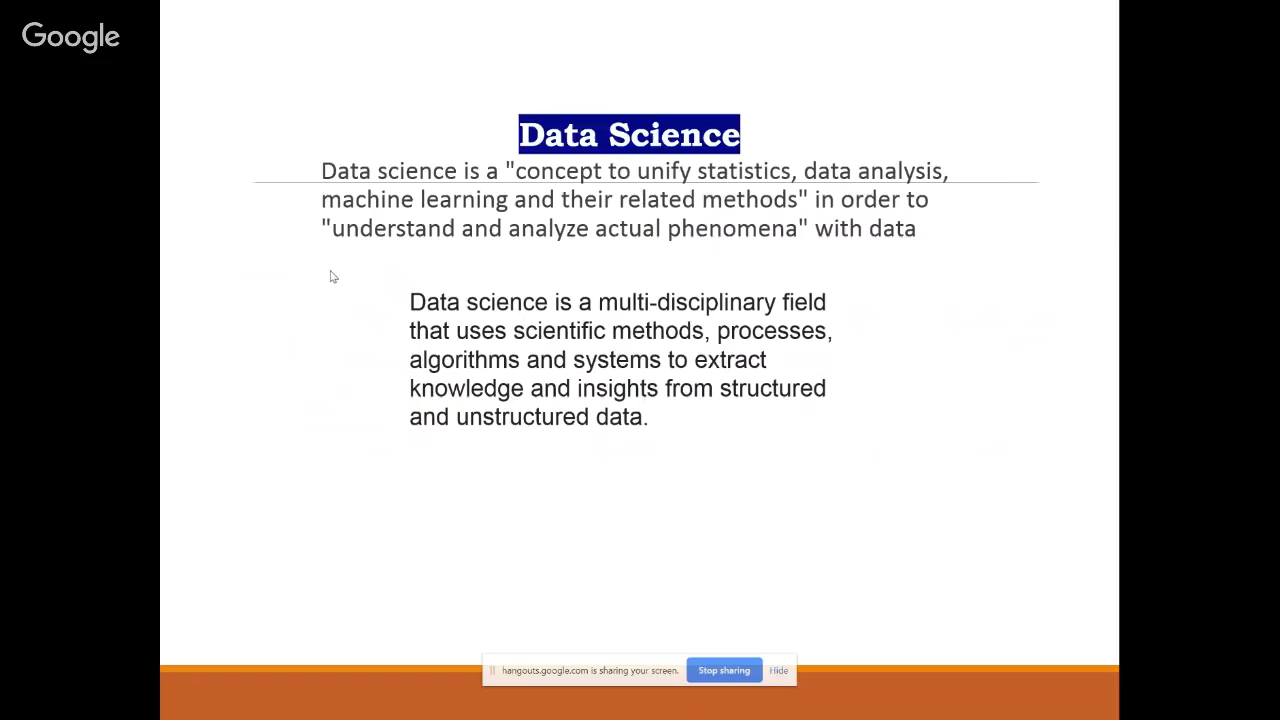 Google
Data Science
Data science is a "concept to unify statistics, data analysis,
machine learning and their related methods" in order to
"understand and analyze actual phenomena" with data
Data science is a multi-disciplinary field
that uses scientific methods, processes,
algorithms and systems to extract
knowledge and insights from structured
and unstructured data.
hangouts.google.com is sharing your screen. Stop sharing Hide